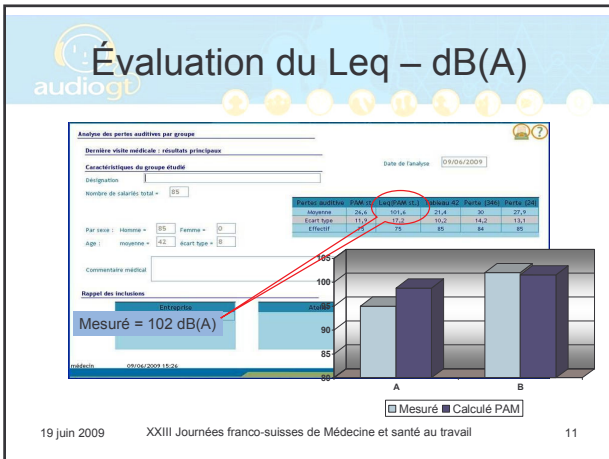 Évaluation du Leq – dB(A)
audiogt
Analyse des pertes auditives par groupe
Dernière visite médicale : résultats principaux
Caractéristiques du groupe étudié
Date de l'analyse 09/06/2009
Désignation
Nombre de salariés total = 85
Pertes auditive PAM st. Leq(PAM st.) Tableau 42 Perte (346) Perte (24)
Moyenne 26,6 101,6 21,4 30 27,9
Ecart type 11,9 17,2 10,2 14,2 13,1
Effectif 75 75 85 84 85
Par sexe : Homme = 85 Femme = 0
Age : moyenne = 42 écart type = 8
Commentaire médical
Rappel des inclusions
Entreprise
Mesuré = 102 dB(A)
médecin 09/06/2009 15:26
105
100
95
90
85
80
A B
Mesuré Calculé PAM
19 juin 2009 XXIII Journées franco-suisses de Médecine et santé au travail 11